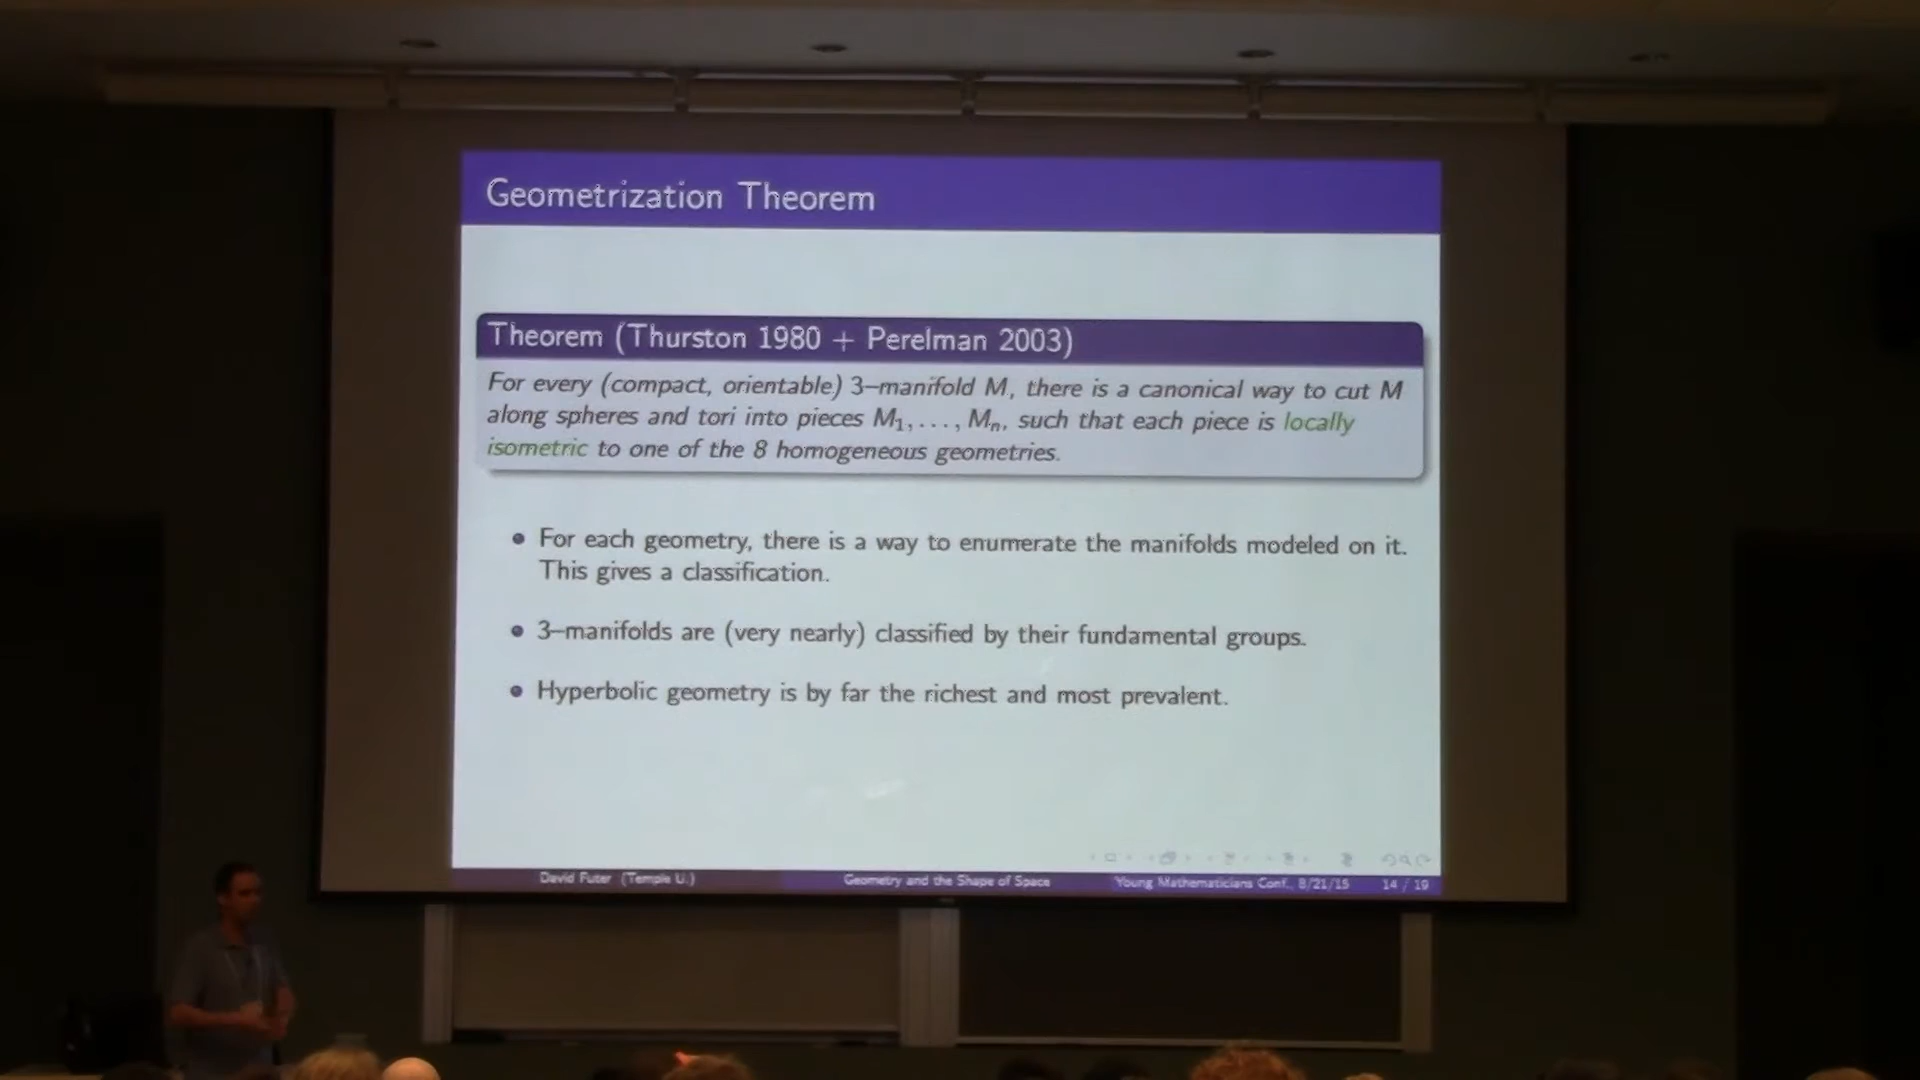 Geometrization Theorem
Theorem (Thurston 1980 + Perelman 2003)
For every (compact, orientable) 3–manifold M, there is a canonical way to cut M
along spheres and tori into pieces M₁, . . . , Mₙ, such that each piece is locally
isometric to one of the 8 homogeneous geometries.
• For each geometry, there is a way to enumerate the manifolds modeled on it.
This gives a classification.
• 3–manifolds are (very nearly) classified by their fundamental groups.
• Hyperbolic geometry is by far the richest and most prevalent.
David Futer (Temple U.) Geometry and the Shape of Space Young Mathematicians Conf., 8/21/15 14 / 19